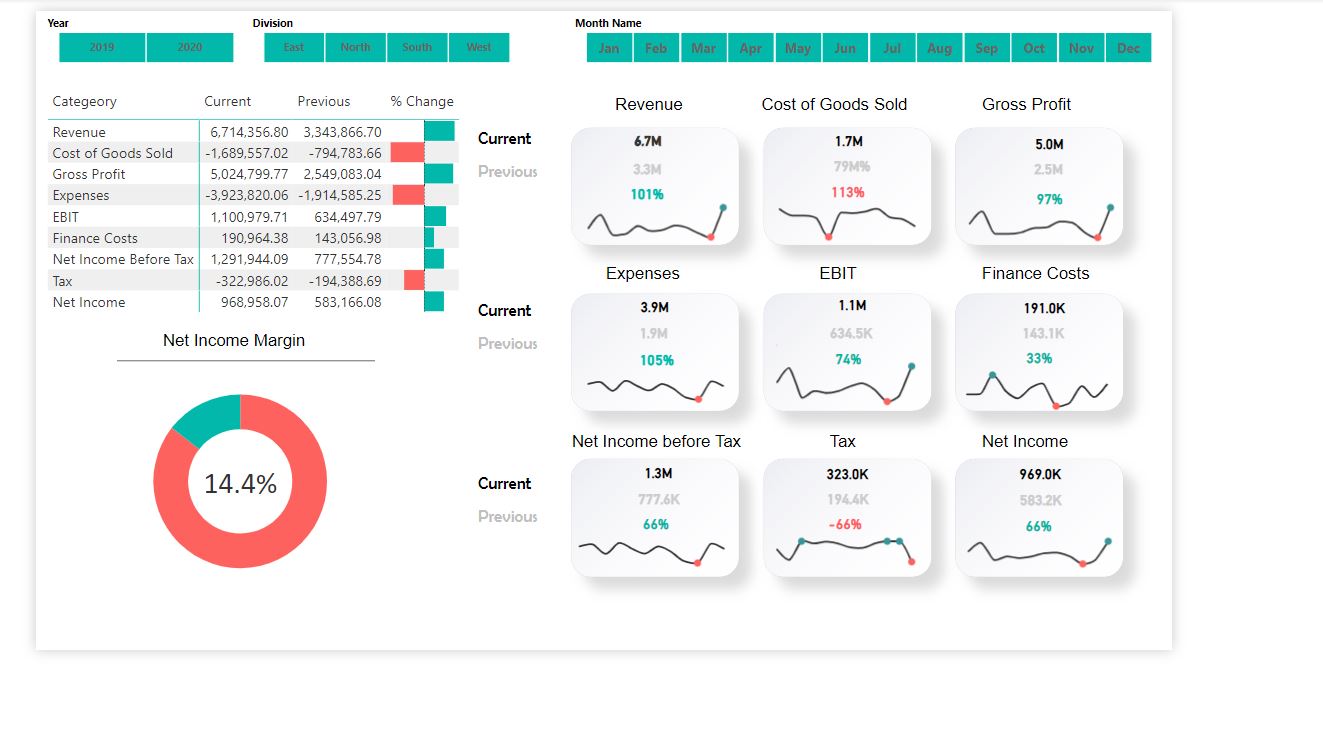 Year
Division
Month Name
2019 2020
East North South West
Jan Feb Mar Apr May Jun Jul Aug Sep Oct Nov Dec
Categeory Current Previous % Change
Revenue 6,714,356.80 3,343,866.70
Cost of Goods Sold -1,689,557.02 -794,783.66
Gross Profit 5,024,799.77 2,549,083.04
Expenses -3,923,820.06 -1,914,585.25
EBIT 1,100,979.71 634,497.79
Finance Costs 190,964.38 143,056.98
Net Income Before Tax 1,291,944.09 777,554.78
Tax -322,986.02 -194,388.69
Net Income 968,958.07 583,166.08
Net Income Margin
14.4%
Revenue Cost of Goods Sold Gross Profit
Current 6.7M 1.7M 5.0M
Previous 3.3M 79M% 2.5M
101% 113% 97%
Expenses EBIT Finance Costs
Current 3.9M 1.1M 191.0K
Previous 1.9M 634.5K 143.1K
105% 74% 33%
Net Income before Tax Tax Net Income
Current 1.3M 323.0K 969.0K
Previous 777.6K 194.4K 583.2K
66% -66% 66%